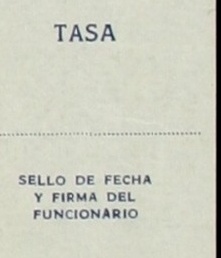 TASA
SELLO DE FECHA
Y FIRMA DEL
FUNCIONARIO